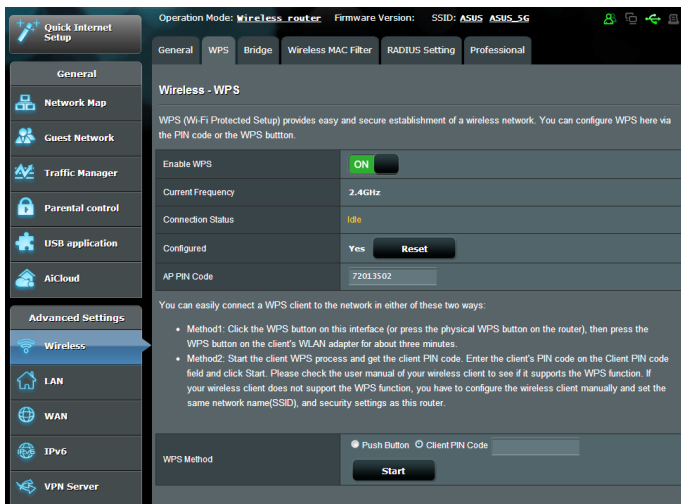 Operation Mode: Wireless router Firmware Version: SSID: ASUS ASUS_5G
Quick Internet
Setup
General WPS Bridge Wireless MAC Filter RADIUS Setting Professional
General
Network Map
Guest Network
Traffic Manager
Parental control
USB application
AiCloud
Advanced Settings
Wireless
LAN
WAN
IPv6
VPN Server
Wireless - WPS
WPS (Wi-Fi Protected Setup) provides easy and secure establishment of a wireless network. You can configure WPS here via
the PIN code or the WPS buttton.
Enable WPS ON
Current Frequency 2.4GHz
Connection Status Idle
Configured Yes Reset
AP PIN Code 72013502
You can easily connect a WPS client to the network in either of these two ways:
• Method1: Click the WPS button on this interface (or press the physical WPS button on the router), then press the
WPS button on the client's WLAN adapter for about three minutes.
• Method2: Start the client WPS process and get the client PIN code. Enter the client's PIN code on the Client PIN code
field and click Start. Please check the user manual of your wireless client to see if it supports the WPS function. If
your wireless client does not support the WPS function, you have to configure the wireless client manually and set the
same network name(SSID), and security settings as this router.
WPS Method Push Button Client PIN Code
Start